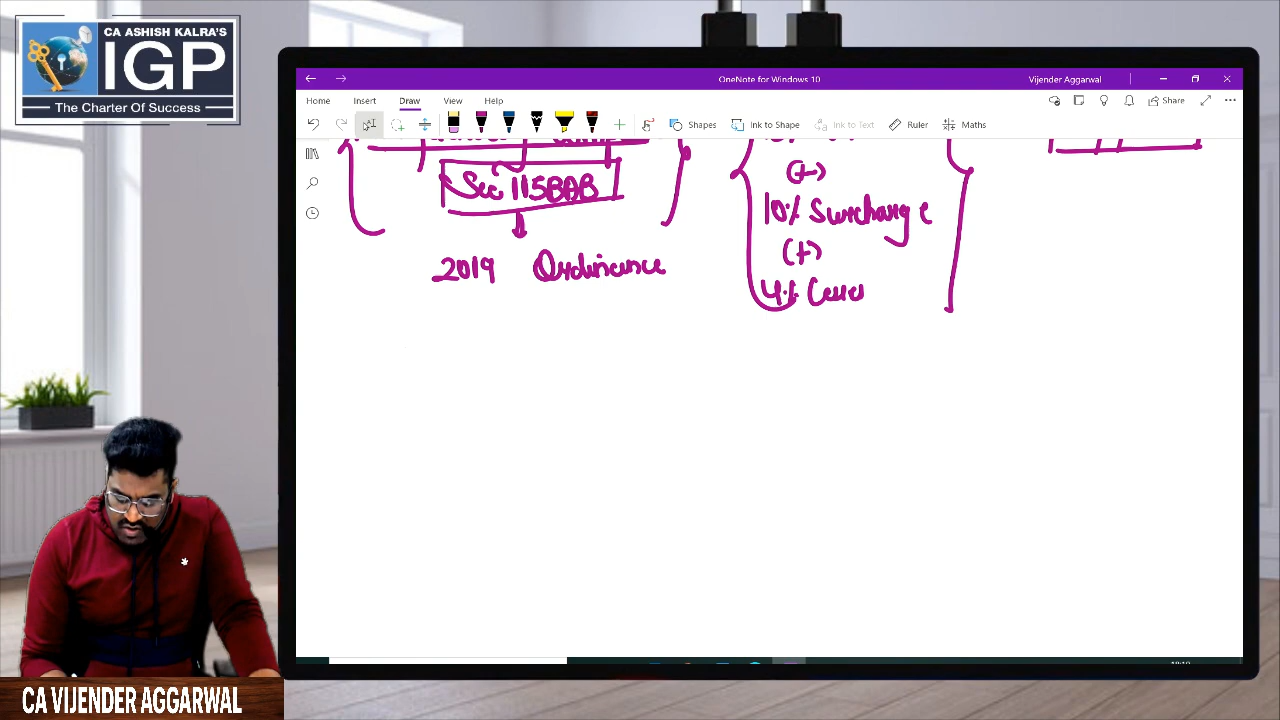 CA ASHISH KALRA'S
IGP
The Charter Of Success
OneNote for Windows 10
Vijender Aggarwal
Home Insert Draw View Help
Share
Shapes Ink to Shape Ink to Text Ruler Maths
Sec 115BAB
2019 Ordinance
(+)
10% Surcharge
(+)
4% Cess
CA VIJENDER AGGARWAL